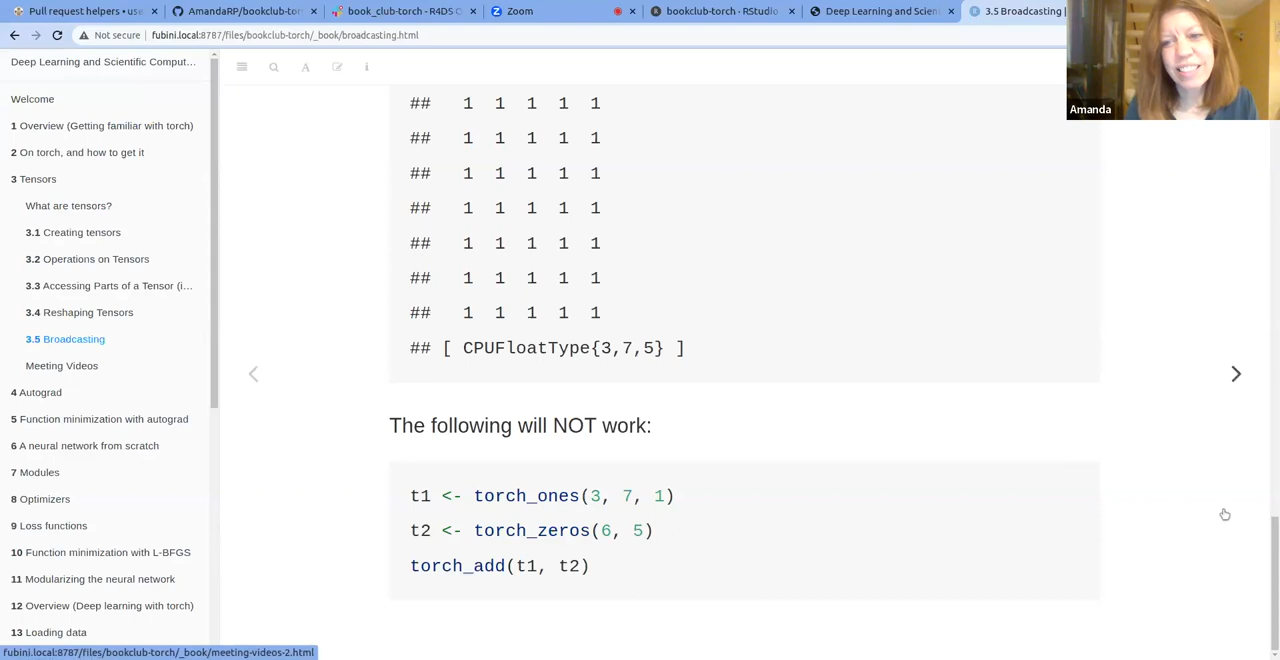 Pull request helpers • use
AmandaRP/bookclub-tor
book_club-torch - R4DS C
Zoom
bookclub-torch · RStudio
Deep Learning and Scien
3.5 Broadcasting |
Not secure | fubini.local:8787/files/bookclub-torch/_book/broadcasting.html
Amanda
Deep Learning and Scientific Comput...
Welcome
1 Overview (Getting familiar with torch)
2 On torch, and how to get it
3 Tensors
What are tensors?
3.1 Creating tensors
3.2 Operations on Tensors
3.3 Accessing Parts of a Tensor (i...
3.4 Reshaping Tensors
3.5 Broadcasting
Meeting Videos
4 Autograd
5 Function minimization with autograd
6 A neural network from scratch
7 Modules
8 Optimizers
9 Loss functions
10 Function minimization with L-BFGS
11 Modularizing the neural network
12 Overview (Deep learning with torch)
13 Loading data
fubini.local:8787/files/bookclub-torch/_book/meeting-videos-2.html
A
i
## 1 1 1 1 1
## 1 1 1 1 1
## 1 1 1 1 1
## 1 1 1 1 1
## 1 1 1 1 1
## 1 1 1 1 1
## 1 1 1 1 1
## [ CPUFloatType{3,7,5} ]
The following will NOT work:
t1 <- torch_ones(3, 7, 1)
t2 <- torch_zeros(6, 5)
torch_add(t1, t2)